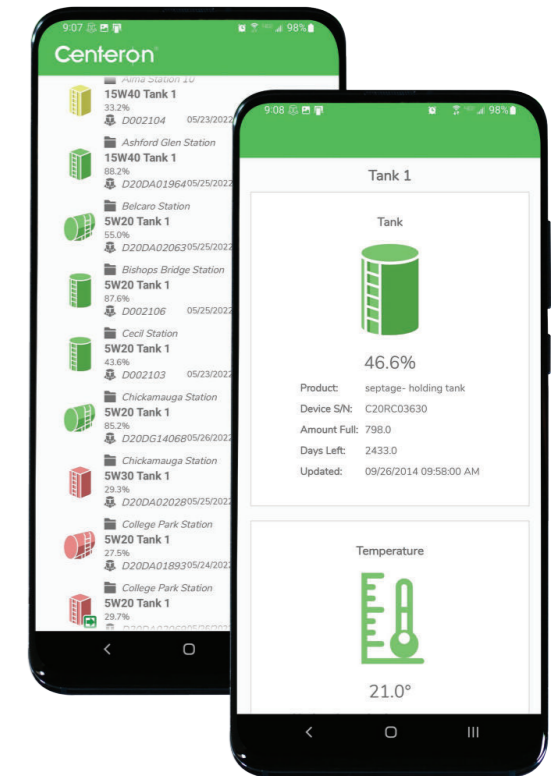 9:07 98%
Centeron
Alma Station 10
15W40 Tank 1
33.2%
D002104 05/23/2022
Ashford Glen Station
15W40 Tank 1
88.2%
D20DA01964 05/25/2022
Belcaro Station
5W20 Tank 1
55.0%
D20DA02063 05/25/2022
Bishops Bridge Station
5W20 Tank 1
87.6%
D002106 05/25/2022
Cecil Station
5W20 Tank 1
43.6%
D002103 05/23/2022
Chickamauga Station
5W20 Tank 1
85.2%
D20DG14068 05/26/2022
Chickamauga Station
5W30 Tank 1
29.3%
D20DA02028 05/25/2022
College Park Station
5W20 Tank 1
27.5%
D20DA01893 05/24/2022
College Park Station
5W20 Tank 1
29.7%
9:08 98%
Tank 1
Tank
46.6%
Product: septage- holding tank
Device S/N: C20RC03630
Amount Full: 798.0
Days Left: 2433.0
Updated: 09/26/2014 09:58:00 AM
Temperature
21.0°